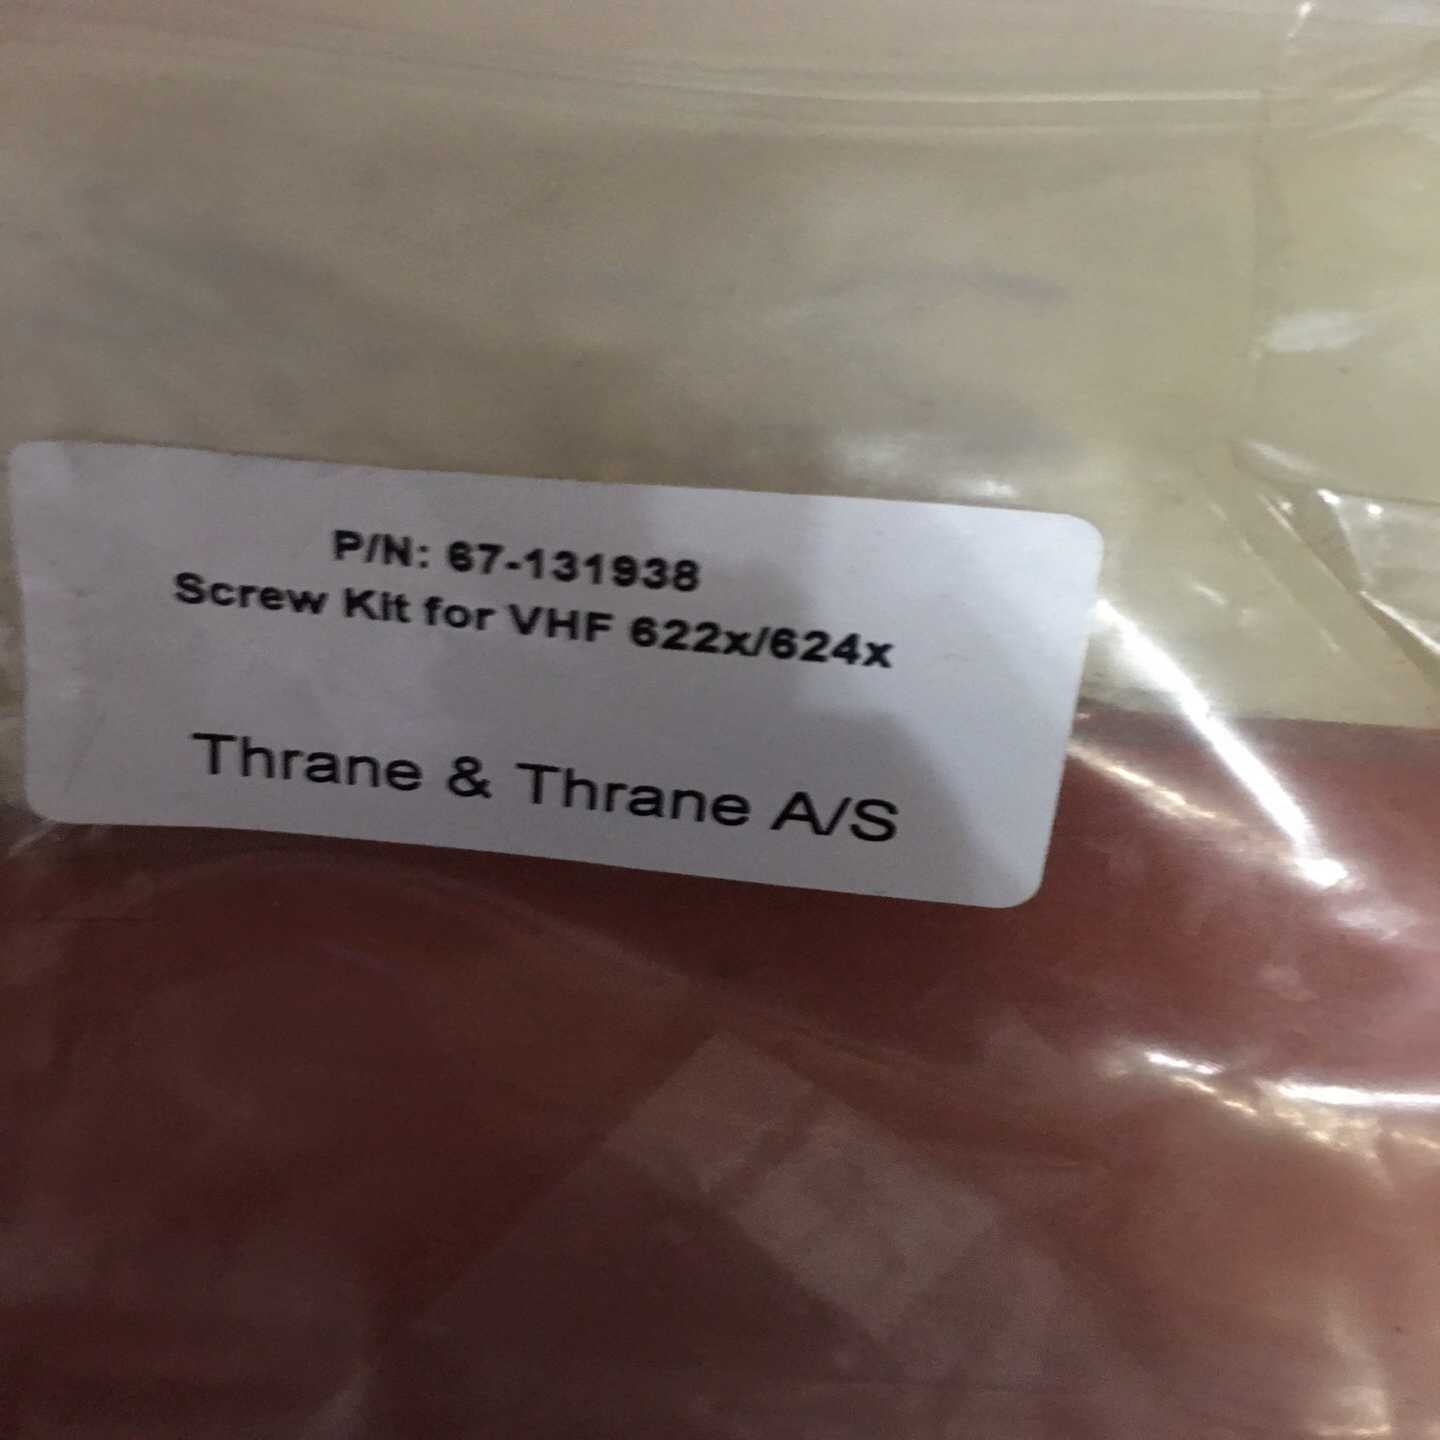 P/N: 67-131938
Screw Kit for VHF 622x/624x
Thrane & Thrane A/S